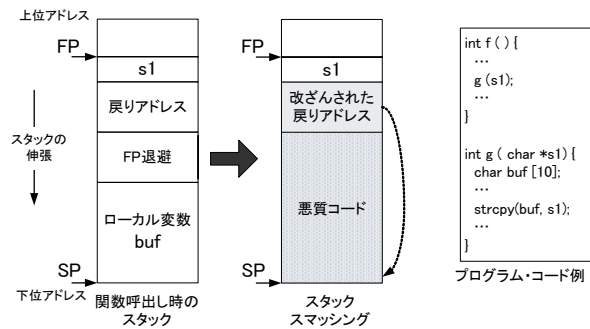 上位アドレス
FP
s1
戻りアドレス
スタックの
伸張
FP退避
ローカル変数
buf
SP
下位アドレス
関数呼出し時の
スタック
FP
s1
改ざんされた
戻りアドレス
悪質コード
SP
スタック
スマッシング
int f ( ) {
…
g (s1);
…
}
int g ( char *s1) {
char buf [10];
…
strcpy(buf, s1);
…
}
プログラム・コード例